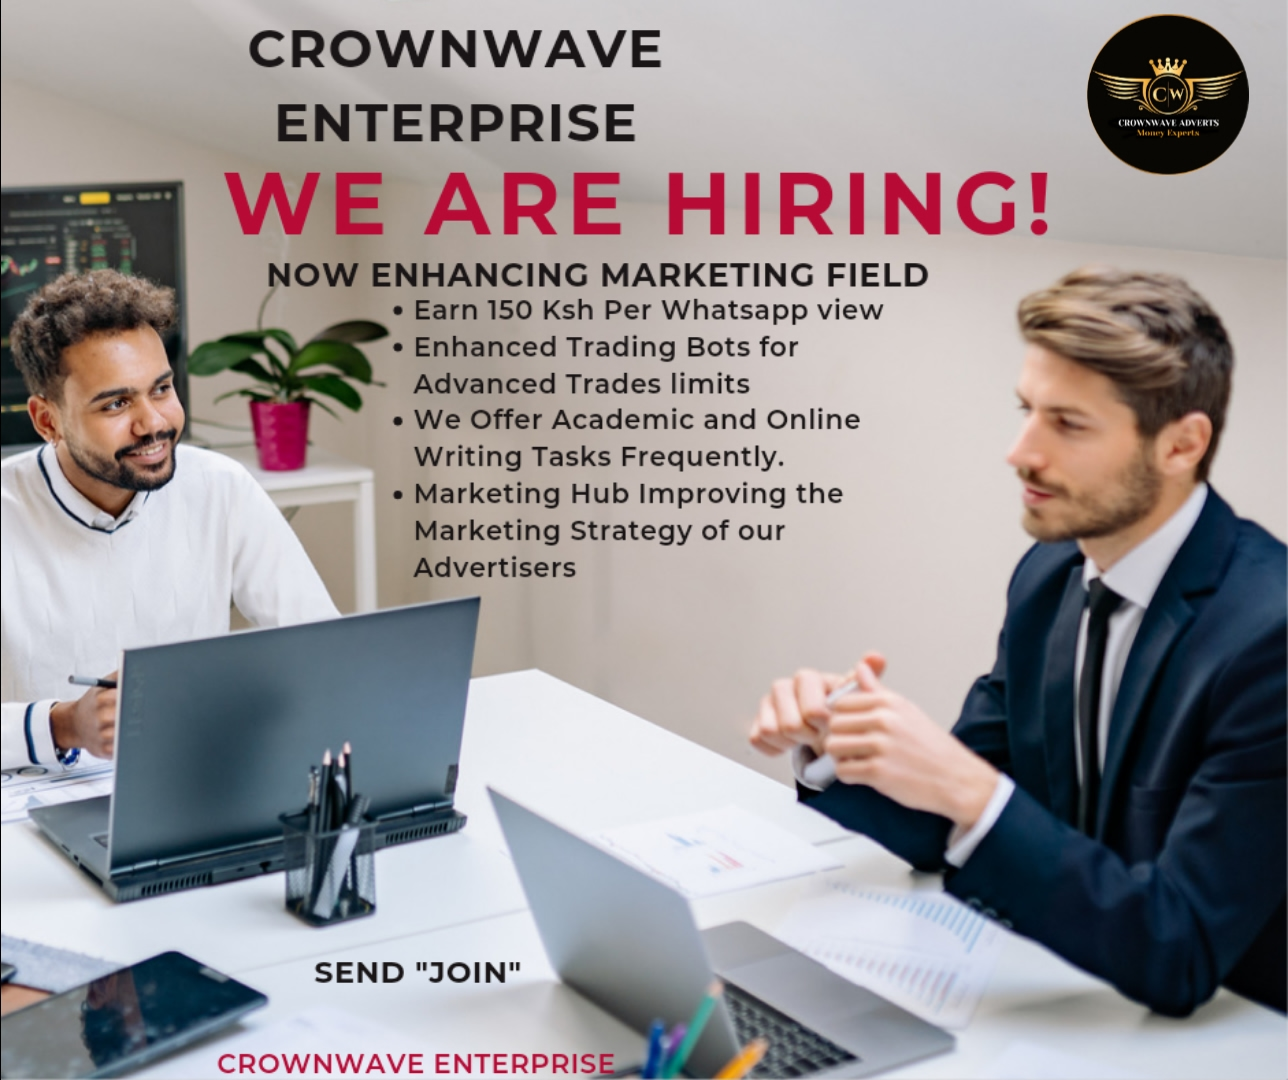 CROWNWAVE
ENTERPRISE
C W
CROWNWAVE ADVERTS
Money Experts
WE ARE HIRING!
NOW ENHANCING MARKETING FIELD
• Earn 150 Ksh Per Whatsapp view
• Enhanced Trading Bots for
Advanced Trades limits
• We Offer Academic and Online
Writing Tasks Frequently.
• Marketing Hub Improving the
Marketing Strategy of our
Advertisers
SEND "JOIN"
CROWNWAVE ENTERPRISE